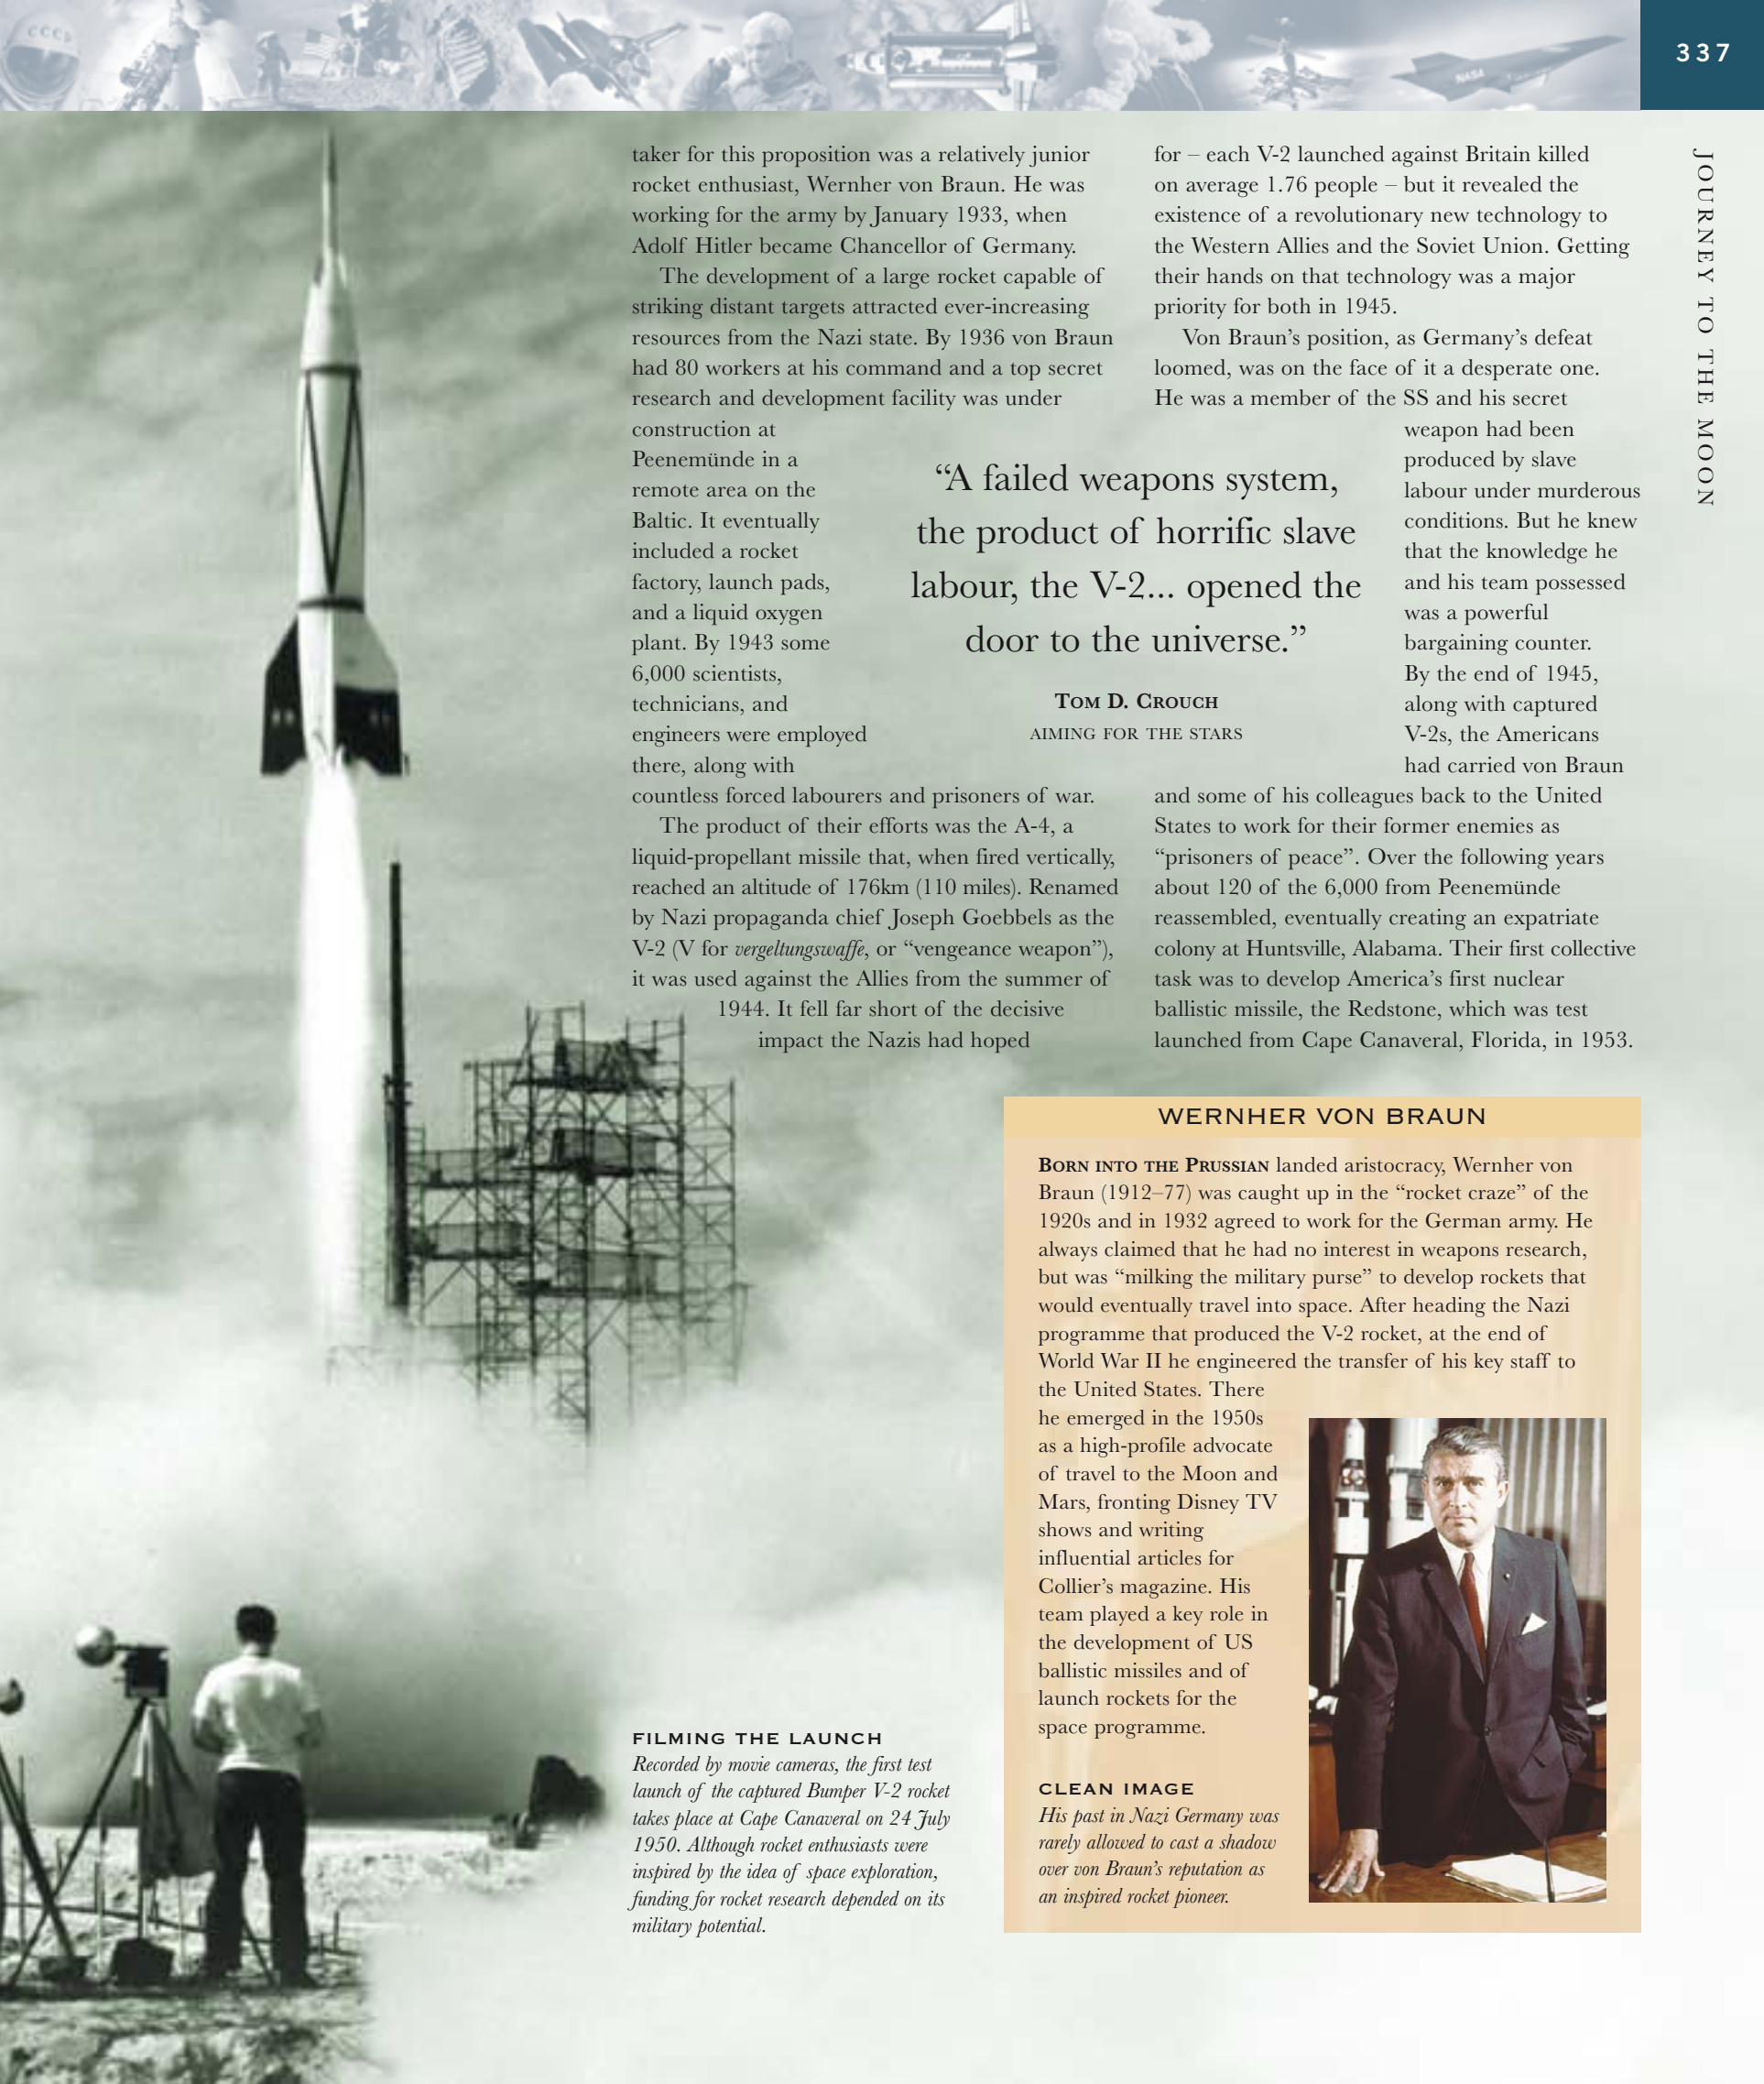 CCCP
NASA
337
JOURNEY TO THE MOON
taker for this proposition was a relatively junior
rocket enthusiast, Wernher von Braun. He was
working for the army by January 1933, when
Adolf Hitler became Chancellor of Germany.
The development of a large rocket capable of
striking distant targets attracted ever-increasing
resources from the Nazi state. By 1936 von Braun
had 80 workers at his command and a top secret
research and development facility was under
construction at
Peenemünde in a
remote area on the
Baltic. It eventually
included a rocket
factory, launch pads,
and a liquid oxygen
plant. By 1943 some
6,000 scientists,
technicians, and
engineers were employed
there, along with
countless forced labourers and prisoners of war.
The product of their efforts was the A-4, a
liquid-propellant missile that, when fired vertically,
reached an altitude of 176km (110 miles). Renamed
by Nazi propaganda chief Joseph Goebbels as the
V-2 (V for vergeltungswaffe, or “vengeance weapon”),
it was used against the Allies from the summer of
1944. It fell far short of the decisive
impact the Nazis had hoped
for – each V-2 launched against Britain killed
on average 1.76 people – but it revealed the
existence of a revolutionary new technology to
the Western Allies and the Soviet Union. Getting
their hands on that technology was a major
priority for both in 1945.
Von Braun’s position, as Germany’s defeat
loomed, was on the face of it a desperate one.
He was a member of the SS and his secret
weapon had been
produced by slave
labour under murderous
conditions. But he knew
that the knowledge he
and his team possessed
was a powerful
bargaining counter.
By the end of 1945,
along with captured
V-2s, the Americans
had carried von Braun
and some of his colleagues back to the United
States to work for their former enemies as
“prisoners of peace”. Over the following years
about 120 of the 6,000 from Peenemünde
reassembled, eventually creating an expatriate
colony at Huntsville, Alabama. Their first collective
task was to develop America’s first nuclear
ballistic missile, the Redstone, which was test
launched from Cape Canaveral, Florida, in 1953.
“A failed weapons system,
the product of horrific slave
labour, the V-2... opened the
door to the universe.”
TOM D. CROUCH
AIMING FOR THE STARS
WERNHER VON BRAUN
BORN INTO THE PRUSSIAN landed aristocracy, Wernher von
Braun (1912–77) was caught up in the “rocket craze” of the
1920s and in 1932 agreed to work for the German army. He
always claimed that he had no interest in weapons research,
but was “milking the military purse” to develop rockets that
would eventually travel into space. After heading the Nazi
programme that produced the V-2 rocket, at the end of
World War II he engineered the transfer of his key staff to
the United States. There
he emerged in the 1950s
as a high-profile advocate
of travel to the Moon and
Mars, fronting Disney TV
shows and writing
influential articles for
Collier’s magazine. His
team played a key role in
the development of US
ballistic missiles and of
launch rockets for the
space programme.
CLEAN IMAGE
His past in Nazi Germany was
rarely allowed to cast a shadow
over von Braun’s reputation as
an inspired rocket pioneer.
FILMING THE LAUNCH
Recorded by movie cameras, the first test
launch of the captured Bumper V-2 rocket
takes place at Cape Canaveral on 24 July
1950. Although rocket enthusiasts were
inspired by the idea of space exploration,
funding for rocket research depended on its
military potential.